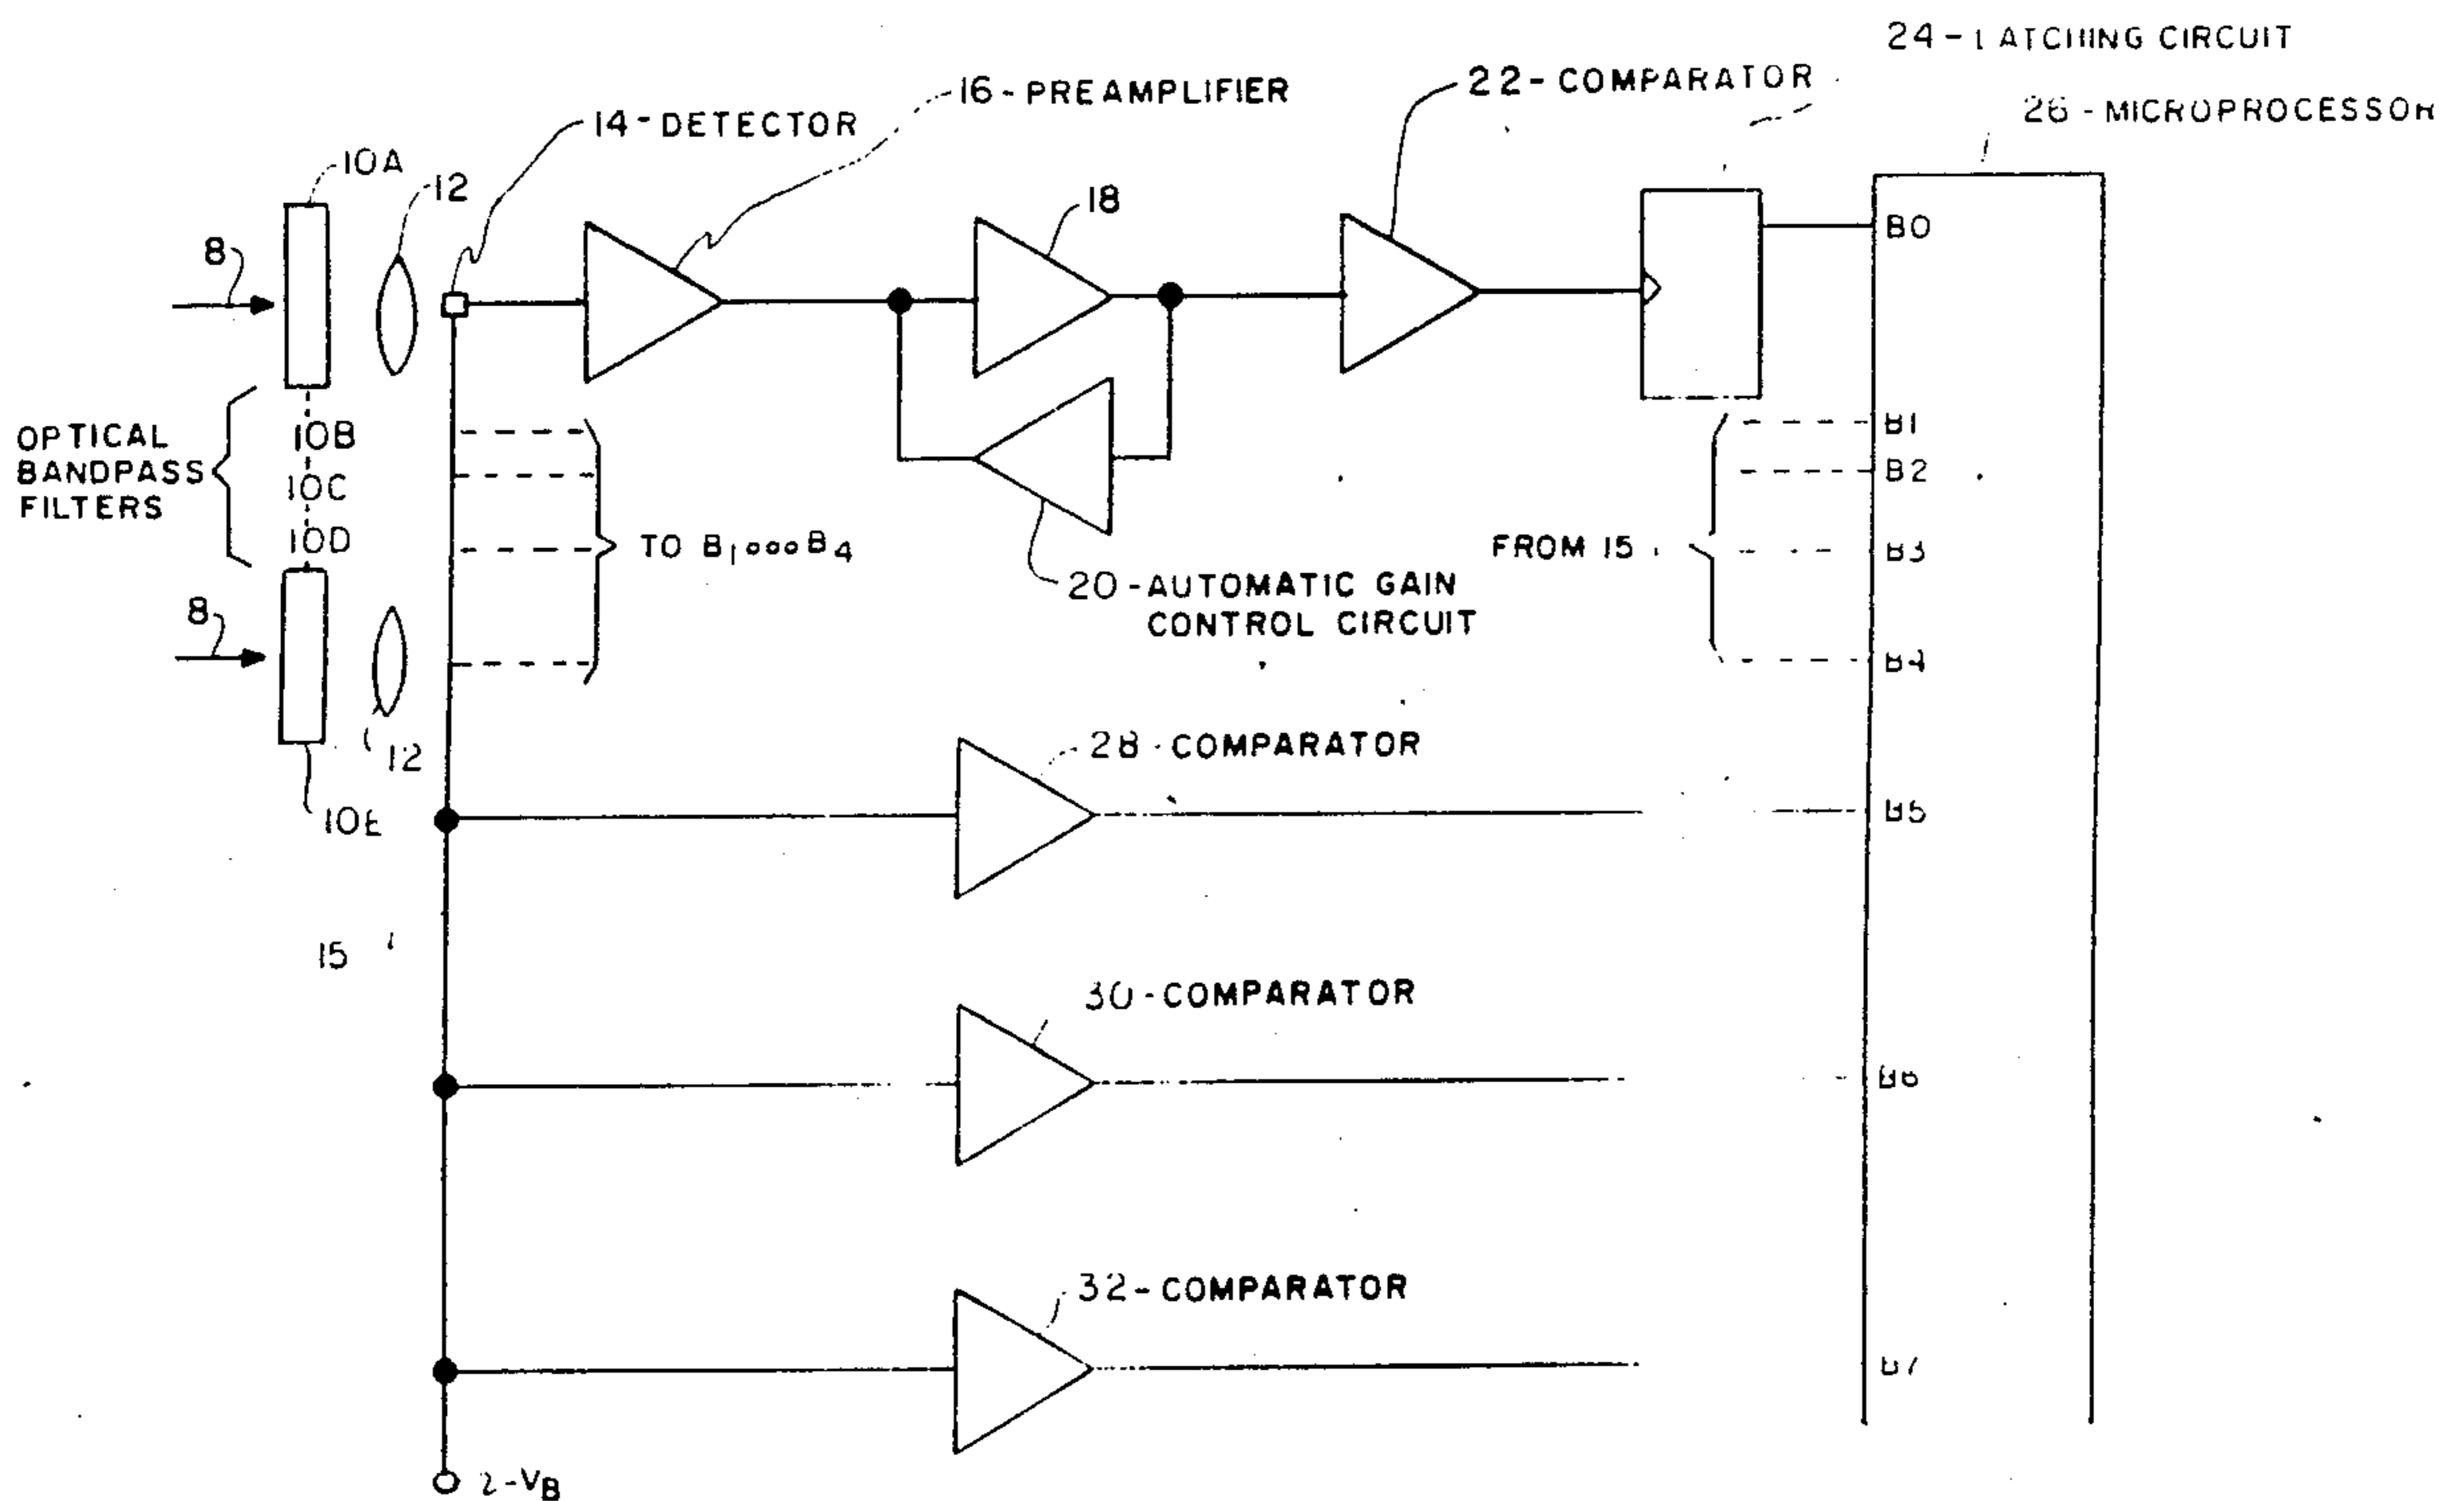 24 - LATCHING CIRCUIT
22 - COMPARATOR
16 - PREAMPLIFIER
26 - MICROPROCESSOR
14 - DETECTOR
10A
12
18
8
B0
OPTICAL
BANDPASS
FILTERS
10B
10C
10D
TO B1oooB4
FROM 15
B1
B2
B3
B4
20 - AUTOMATIC GAIN
CONTROL CIRCUIT
8
12
10E
28 - COMPARATOR
B5
15
30 - COMPARATOR
B6
32 - COMPARATOR
B7
2 - VB